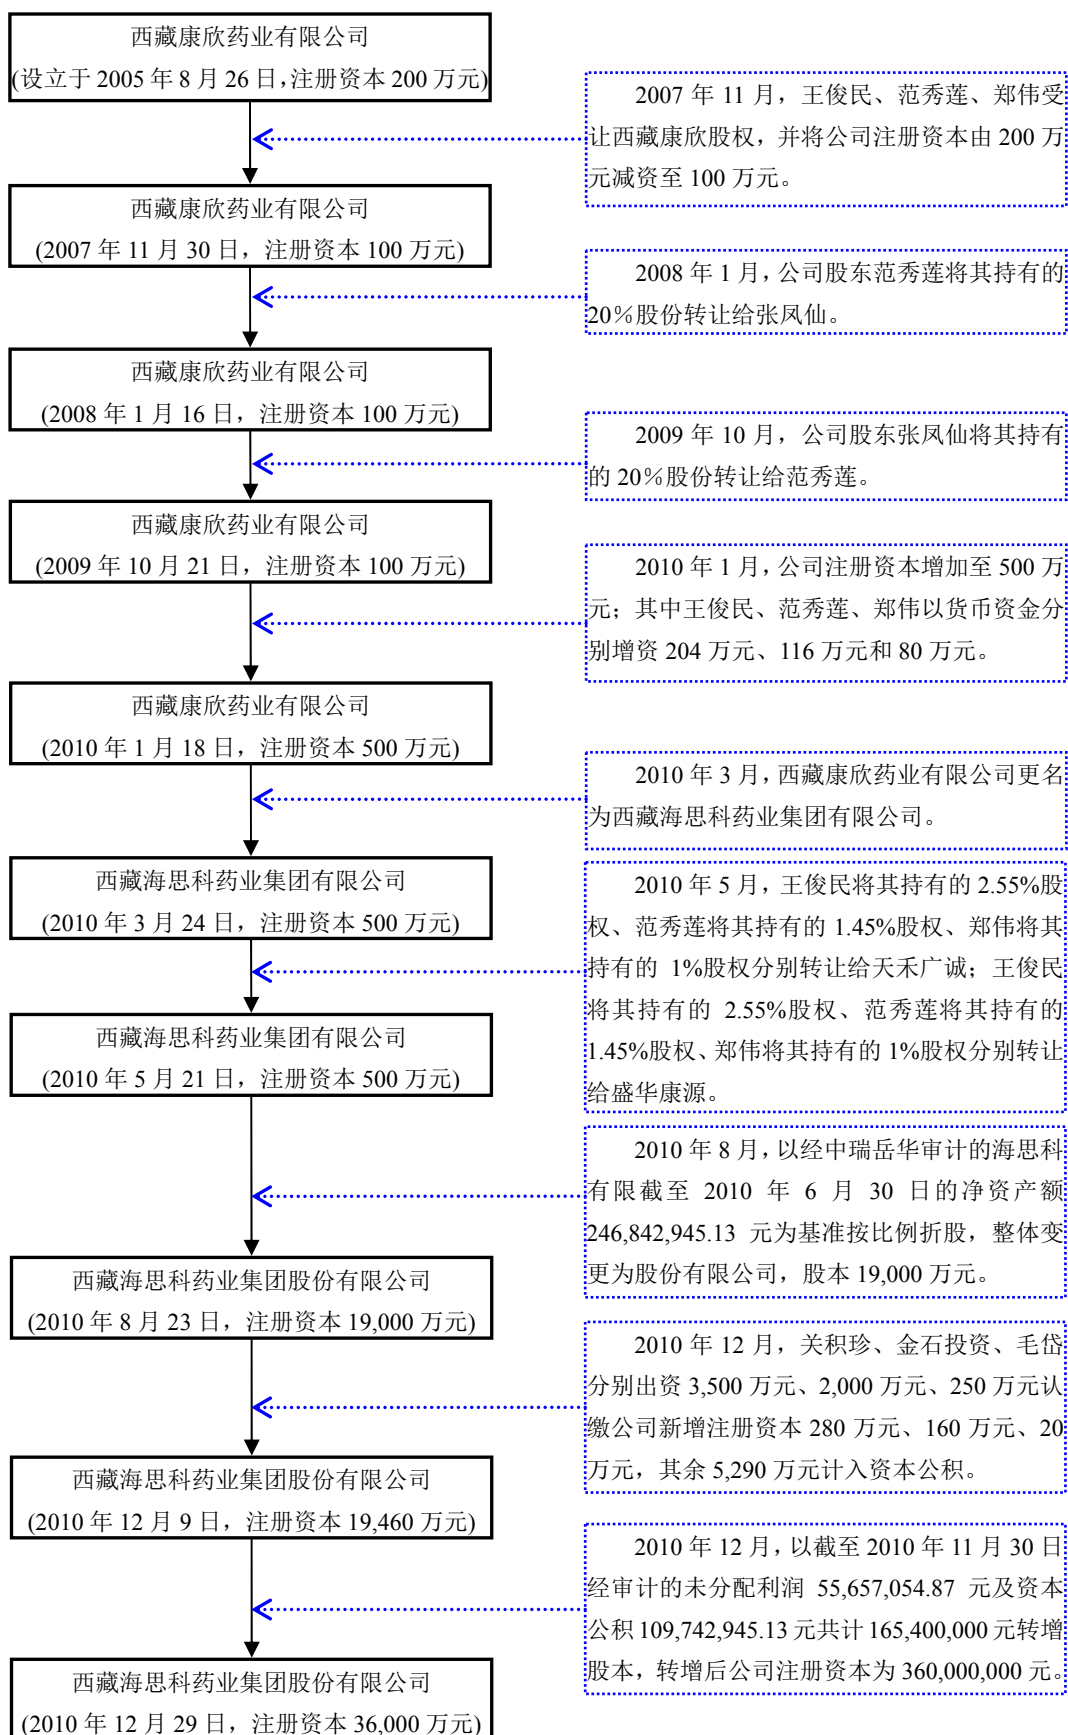 西藏康欣药业有限公司
(设立于 2005 年 8 月 26 日,注册资本 200 万元)
2007 年 11 月，王俊民、范秀莲、郑伟受
让西藏康欣股权，并将公司注册资本由 200 万
元减资至 100 万元。
西藏康欣药业有限公司
(2007 年 11 月 30 日，注册资本 100 万元)
2008 年 1 月，公司股东范秀莲将其持有的
20％股份转让给张凤仙。
西藏康欣药业有限公司
(2008 年 1 月 16 日，注册资本 100 万元)
2009 年 10 月，公司股东张凤仙将其持有
的 20％股份转让给范秀莲。
西藏康欣药业有限公司
(2009 年 10 月 21 日，注册资本 100 万元)
2010 年 1 月，公司注册资本增加至 500 万
元；其中王俊民、范秀莲、郑伟以货币资金分
别增资 204 万元、116 万元和 80 万元。
西藏康欣药业有限公司
(2010 年 1 月 18 日，注册资本 500 万元)
2010 年 3 月，西藏康欣药业有限公司更名
为西藏海思科药业集团有限公司。
西藏海思科药业集团有限公司
(2010 年 3 月 24 日，注册资本 500 万元)
2010 年 5 月，王俊民将其持有的 2.55%股
权、范秀莲将其持有的 1.45%股权、郑伟将其
持有的 1%股权分别转让给天禾广诚；王俊民
将其持有的 2.55%股权、范秀莲将其持有的
1.45%股权、郑伟将其持有的 1%股权分别转让
给盛华康源。
西藏海思科药业集团有限公司
(2010 年 5 月 21 日，注册资本 500 万元)
2010 年 8 月，以经中瑞岳华审计的海思科
有限截至 2010 年 6 月 30 日的净资产额
246,842,945.13 元为基准按比例折股，整体变
更为股份有限公司，股本 19,000 万元。
西藏海思科药业集团股份有限公司
(2010 年 8 月 23 日，注册资本 19,000 万元)
2010 年 12 月，关积珍、金石投资、毛岱
分别出资 3,500 万元、2,000 万元、250 万元认
缴公司新增注册资本 280 万元、160 万元、20
万元，其余 5,290 万元计入资本公积。
西藏海思科药业集团股份有限公司
(2010 年 12 月 9 日，注册资本 19,460 万元)
2010 年 12 月，以截至 2010 年 11 月 30 日
经审计的未分配利润 55,657,054.87 元及资本
公积 109,742,945.13 元共计 165,400,000 元转增
股本，转增后公司注册资本为 360,000,000 元。
西藏海思科药业集团股份有限公司
(2010 年 12 月 29 日，注册资本 36,000 万元)